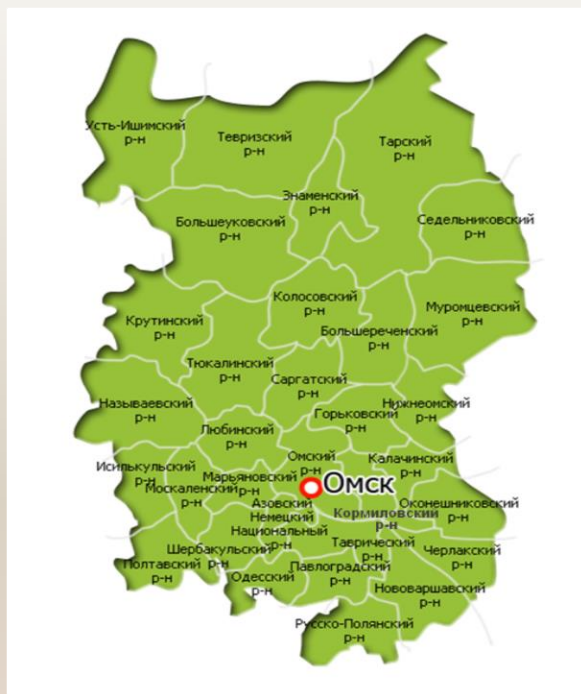 Усть-Ишимский
р-н
Тевризский
р-н
Тарский
р-н
Знаменский
р-н
Большеуковский
р-н
Седельниковский
р-н
Колосовский
р-н
Муромцевский
р-н
Крутинский
р-н
Большереченский
р-н
Тюкалинский
р-н
Саргатский
р-н
Называевский
р-н
Горьковский
р-н
Нижнеомский
р-н
Любинский
р-н
Омский
р-н
Калачинский
р-н
Исилькульский
р-н
Марьяновский
р-н
Москаленский
р-н
Омск
Азовский
Немецкий
Национальный
р-н
Кормиловский
р-н
Оконешниковский
р-н
Таврический
р-н
Черлакский
р-н
Шербакульский
р-н
Полтавский
р-н
Одесский
р-н
Павлоградский
р-н
Нововаршавский
р-н
Русско-Полянский
р-н